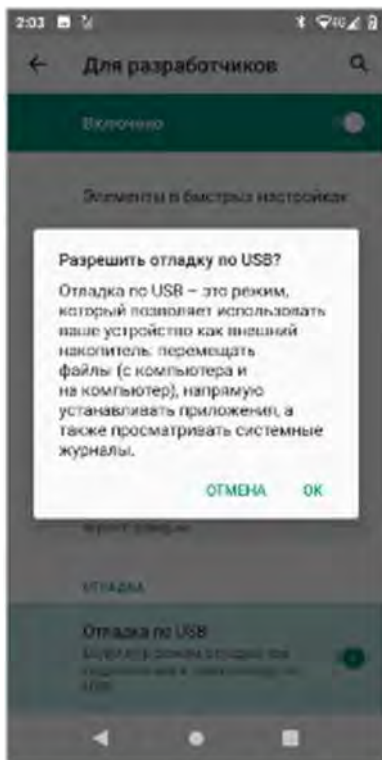 2:03
Для разработчиков
Включено
Элементы в быстрых настройках
Разрешить отладку по USB?
Отладка по USB – это режим,
который позволяет использовать
ваше устройство как внешний
накопитель: перемещать
файлы (с компьютера и
на компьютер), напрямую
устанавливать приложения, а
также просматривать системные
журналы.
ОТМЕНА ОК
ОТЛАДКА
Отладка по USB